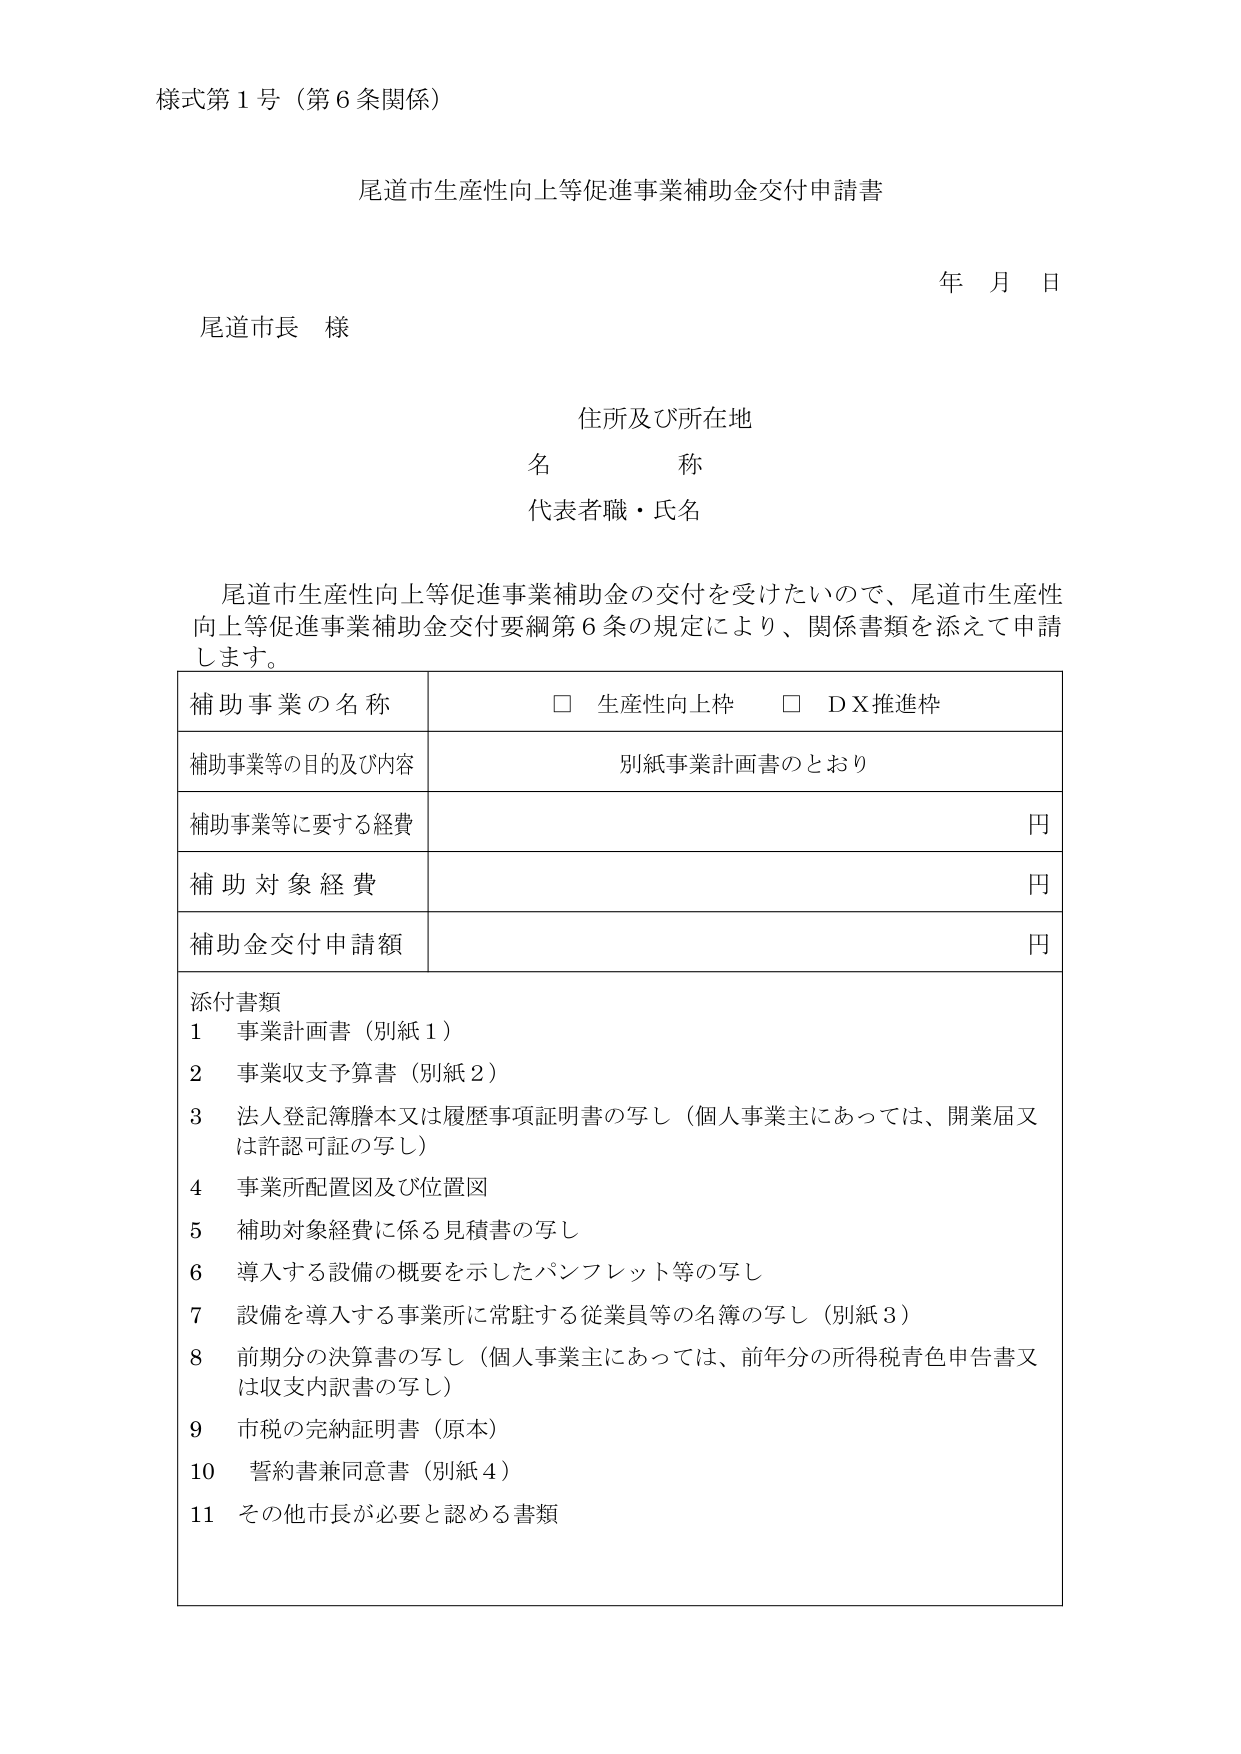 様式第１号（第６条関係）
尾道市生産性向上等促進事業補助金交付申請書
年　月　日
尾道市長　様
住所及び所在地
名　　　　　称
代表者職・氏名
尾道市生産性向上等促進事業補助金の交付を受けたいので、尾道市生産性
向上等促進事業補助金交付要綱第６条の規定により、関係書類を添えて申請
します。
補助事業の名称　□　生産性向上枠　　□　ＤＸ推進枠
補助事業等の目的及び内容　別紙事業計画書のとおり
補助事業等に要する経費　円
補助対象経費　円
補助金交付申請額　円
添付書類
1　事業計画書（別紙１）
2　事業収支予算書（別紙２）
3　法人登記簿謄本又は履歴事項証明書の写し（個人事業主にあっては、開業届又
は許認可証の写し）
4　事業所配置図及び位置図
5　補助対象経費に係る見積書の写し
6　導入する設備の概要を示したパンフレット等の写し
7　設備を導入する事業所に常駐する従業員等の名簿の写し（別紙３）
8　前期分の決算書の写し（個人事業主にあっては、前年分の所得税青色申告書又
は収支内訳書の写し）
9　市税の完納証明書（原本）
10　誓約書兼同意書（別紙４）
11　その他市長が必要と認める書類